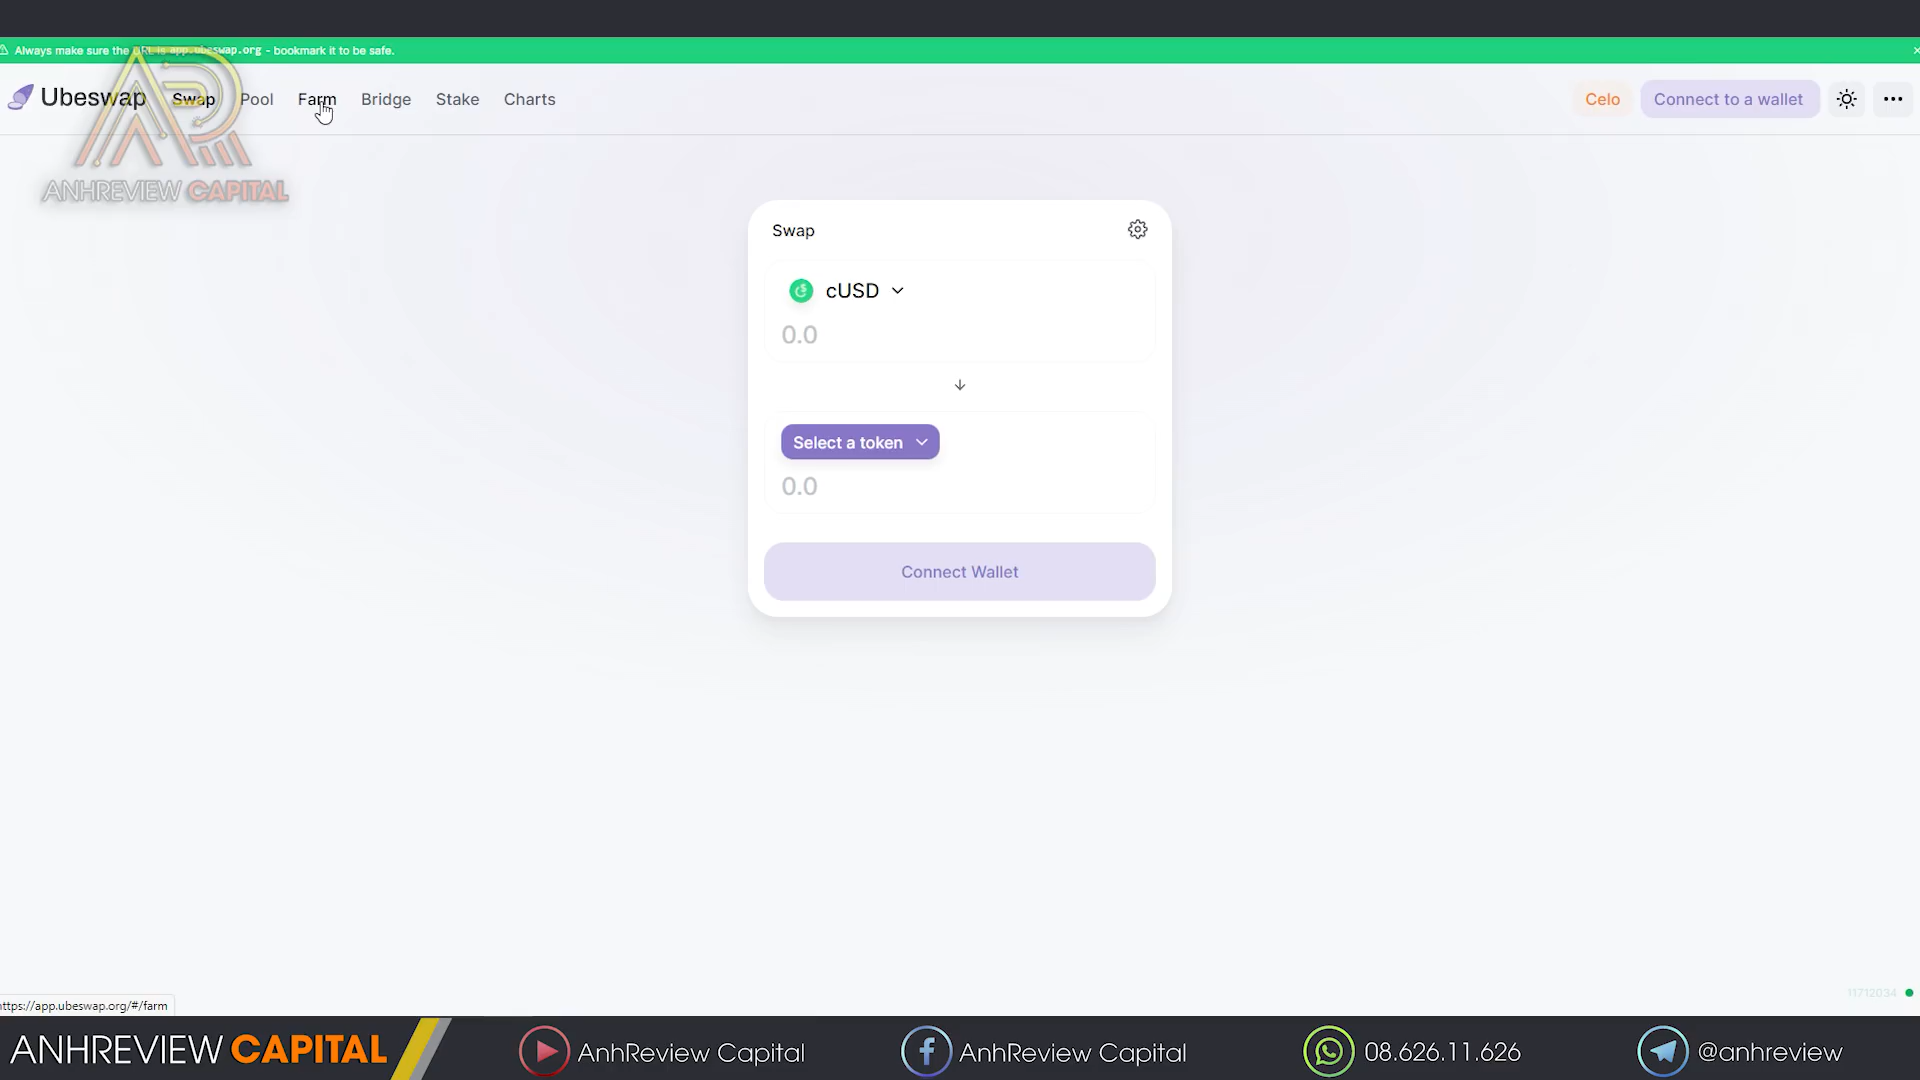 Always make sure the URL is app.ubeswap.org - bookmark it to be safe.
Ubeswap Swap Pool Farm Bridge Stake Charts Celo Connect to a wallet
ANHREVIEW CAPITAL
Swap
cUSD
0.0
Select a token
0.0
Connect Wallet
11712034
https://app.ubeswap.org/#/farm
ANHREVIEW CAPITAL AnhReview Capital AnhReview Capital 08.626.11.626 @anhreview